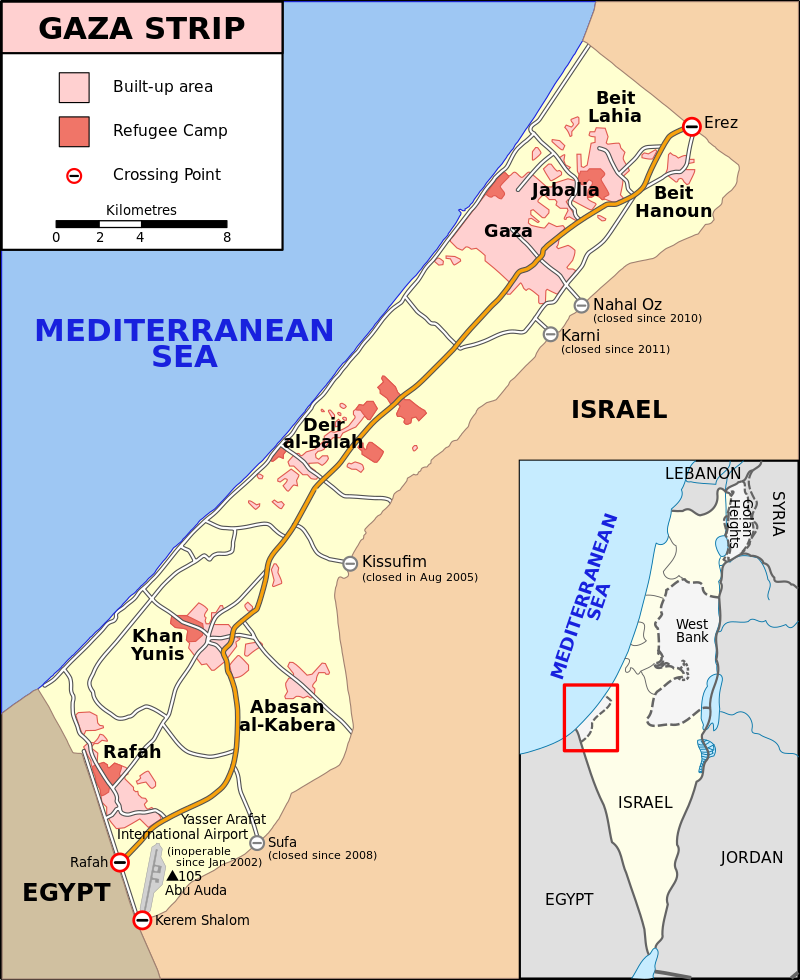 GAZA STRIP
Built-up area
Refugee Camp
Crossing Point
Kilometres
0 2 4 8
MEDITERRANEAN
SEA
Beit
Lahia
Erez
Jabalia
Beit
Hanoun
Gaza
Nahal Oz
(closed since 2010)
Karni
(closed since 2011)
ISRAEL
Deir
al-Balah
Kissufim
(closed in Aug 2005)
Khan
Yunis
Abasan
al-Kabera
Rafah
Yasser Arafat
International Airport
(inoperable
since Jan 2002)
Sufa
(closed since 2008)
Rafah
105
Abu Auda
EGYPT
Kerem Shalom
LEBANON
SYRIA
Golan
Heights
MEDITERRANEAN
SEA
West
Bank
ISRAEL
JORDAN
EGYPT